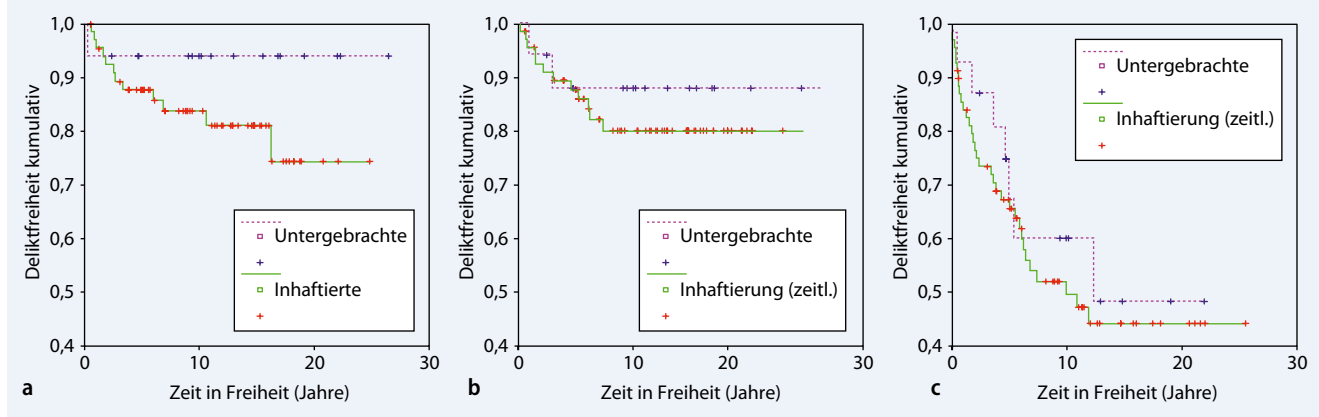 Deliktfreiheit kumulativ
1,0
0,9
0,8
0,7
0,6
0,5
0,4
0
10
20
30
Untergebrachte
Inhaftierte
a
Zeit in Freiheit (Jahre)
Deliktfreiheit kumulativ
1,0
0,9
0,8
0,7
0,6
0,5
0,4
0
10
20
30
Untergebrachte
Inhaftierung (zeitl.)
b
Zeit in Freiheit (Jahre)
Deliktfreiheit kumulativ
1,0
0,9
0,8
0,7
0,6
0,5
0,4
0
10
20
30
Untergebrachte
Inhaftierung (zeitl.)
c
Zeit in Freiheit (Jahre)